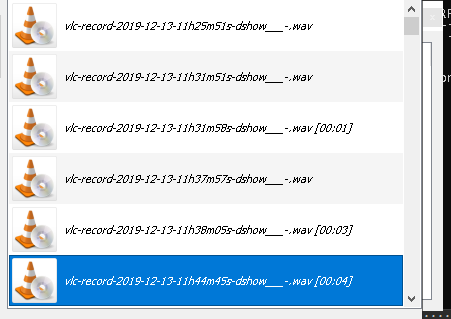 vlc-record-2019-12-13-11h25m51s-dshow___-.wav
vlc-record-2019-12-13-11h31m51s-dshow___-.wav
vlc-record-2019-12-13-11h31m58s-dshow___-.wav [00:01]
vlc-record-2019-12-13-11h37m57s-dshow___-.wav
vlc-record-2019-12-13-11h38m05s-dshow___-.wav [00:03]
vlc-record-2019-12-13-11h44m45s-dshow___-.wav [00:04]